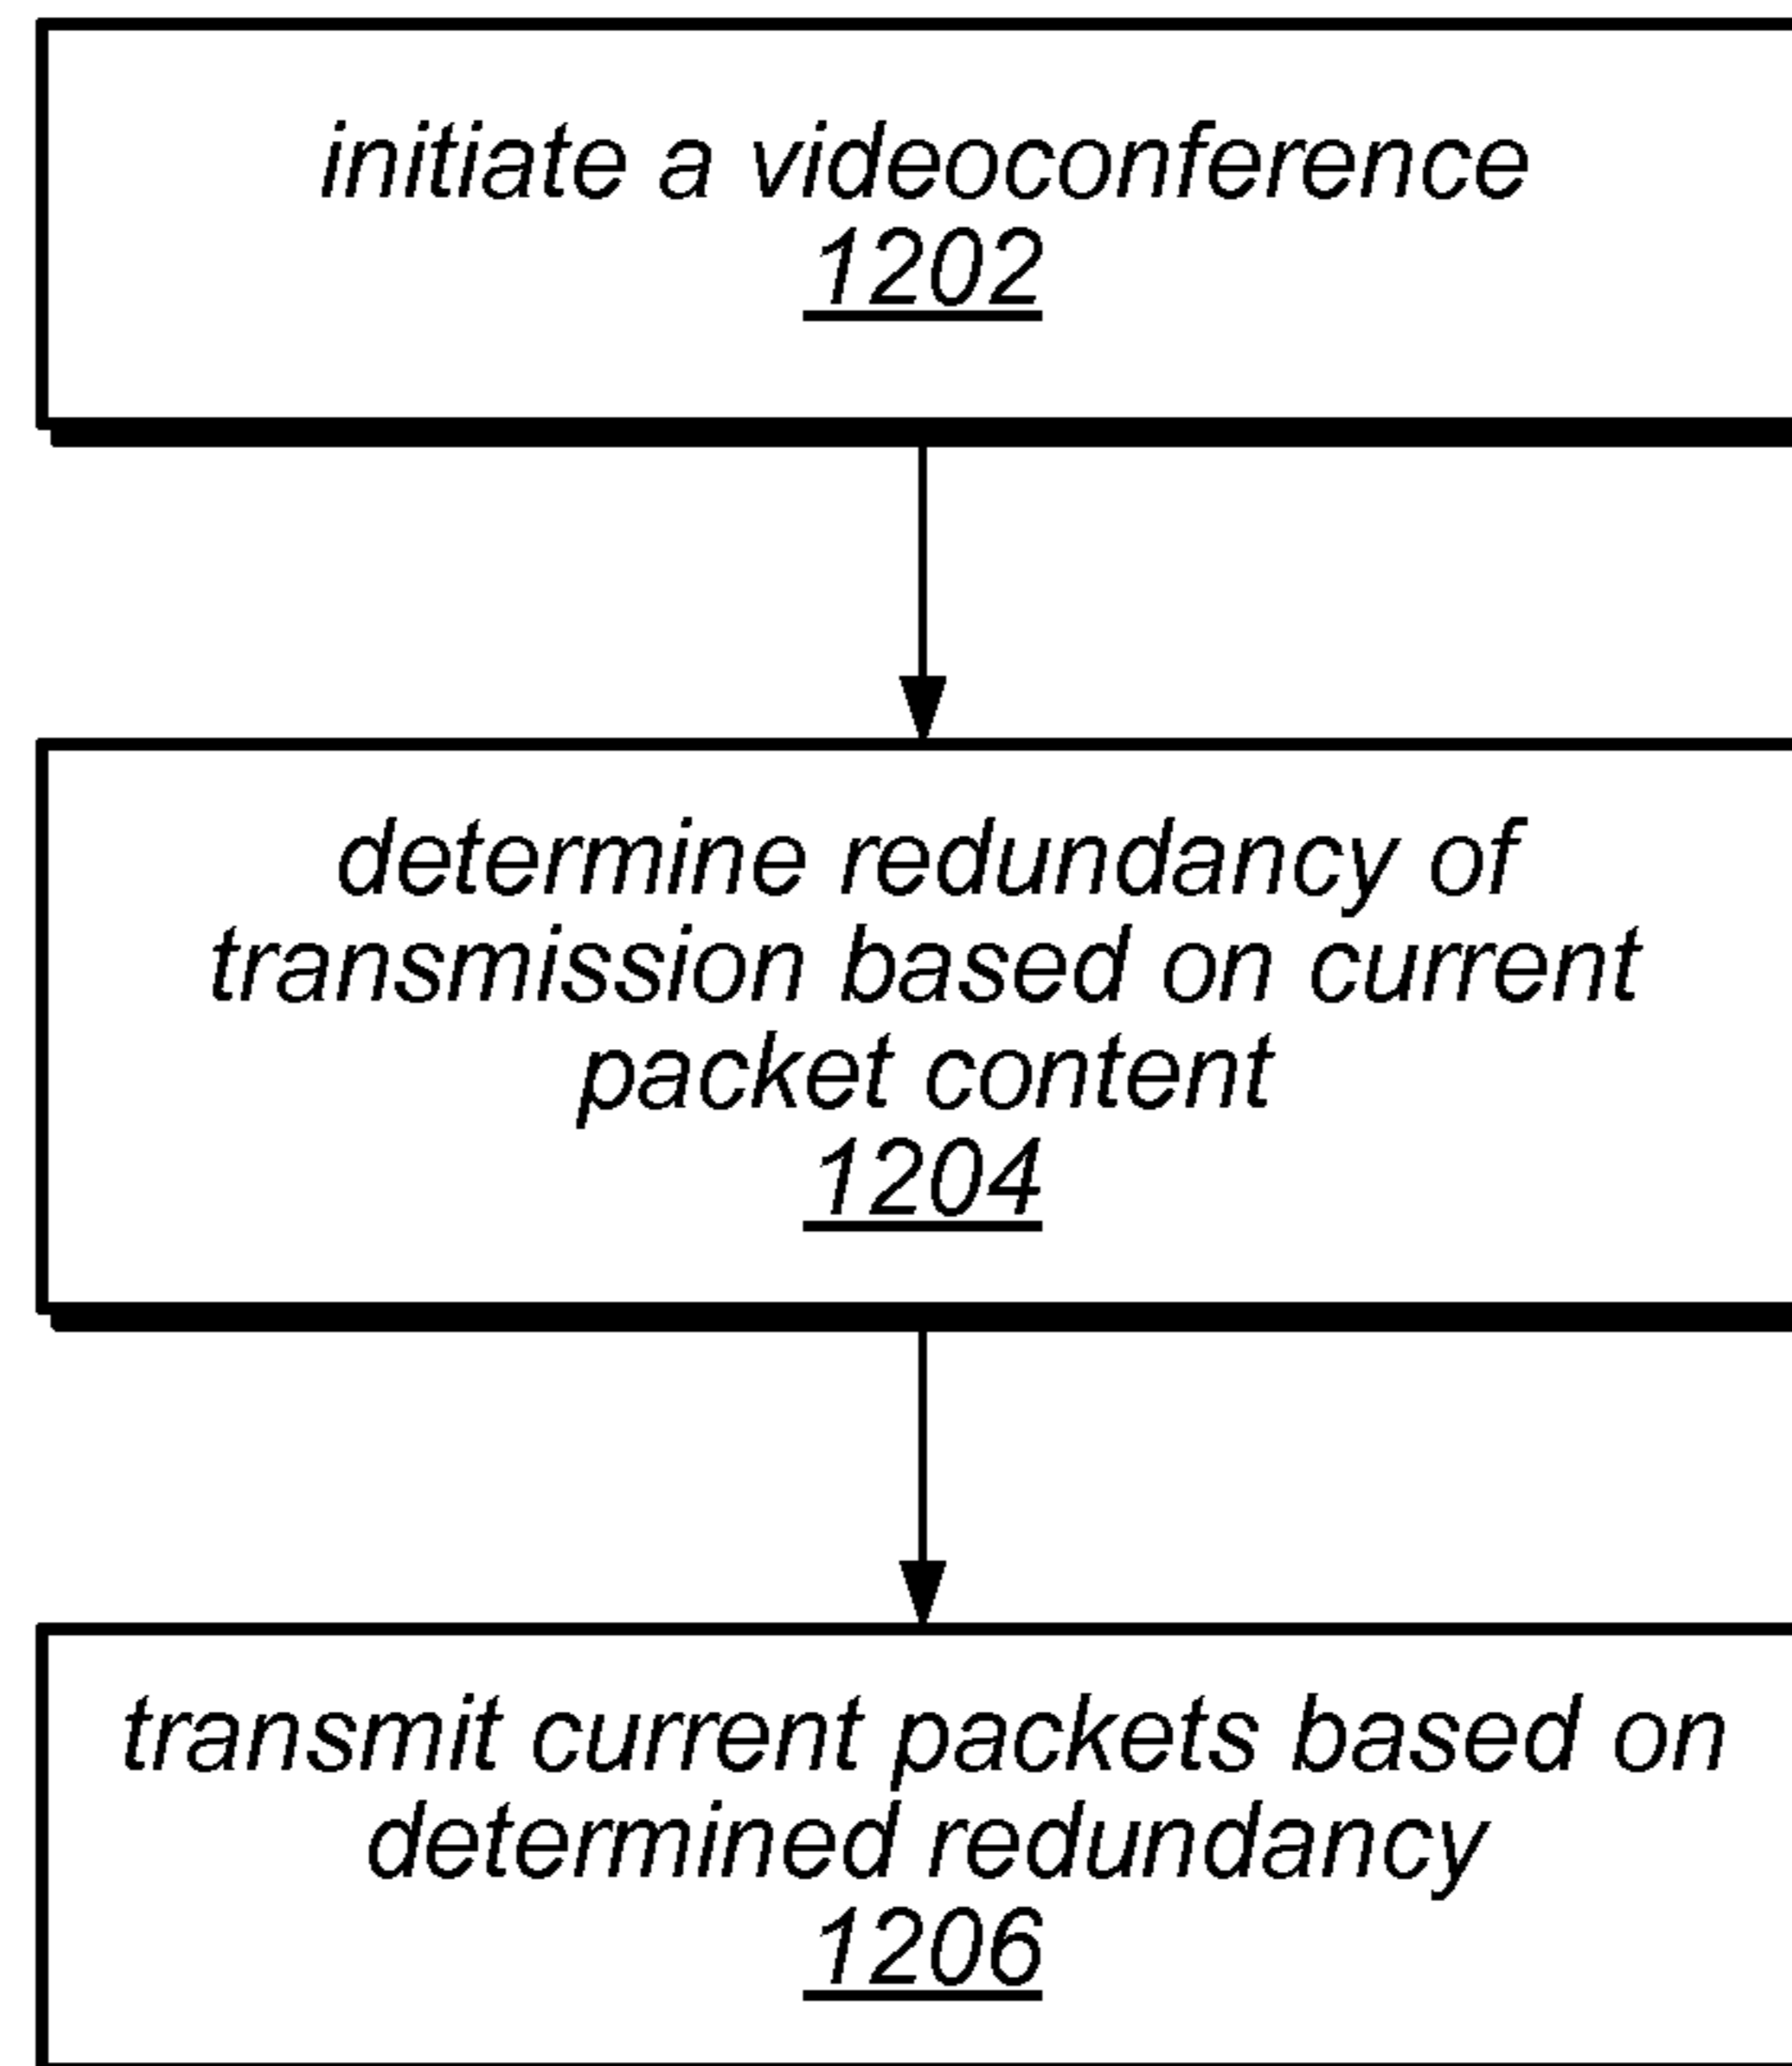 initiate a videoconference
1202
determine redundancy of
transmission based on current
packet content
1204
transmit current packets based on
determined redundancy
1206